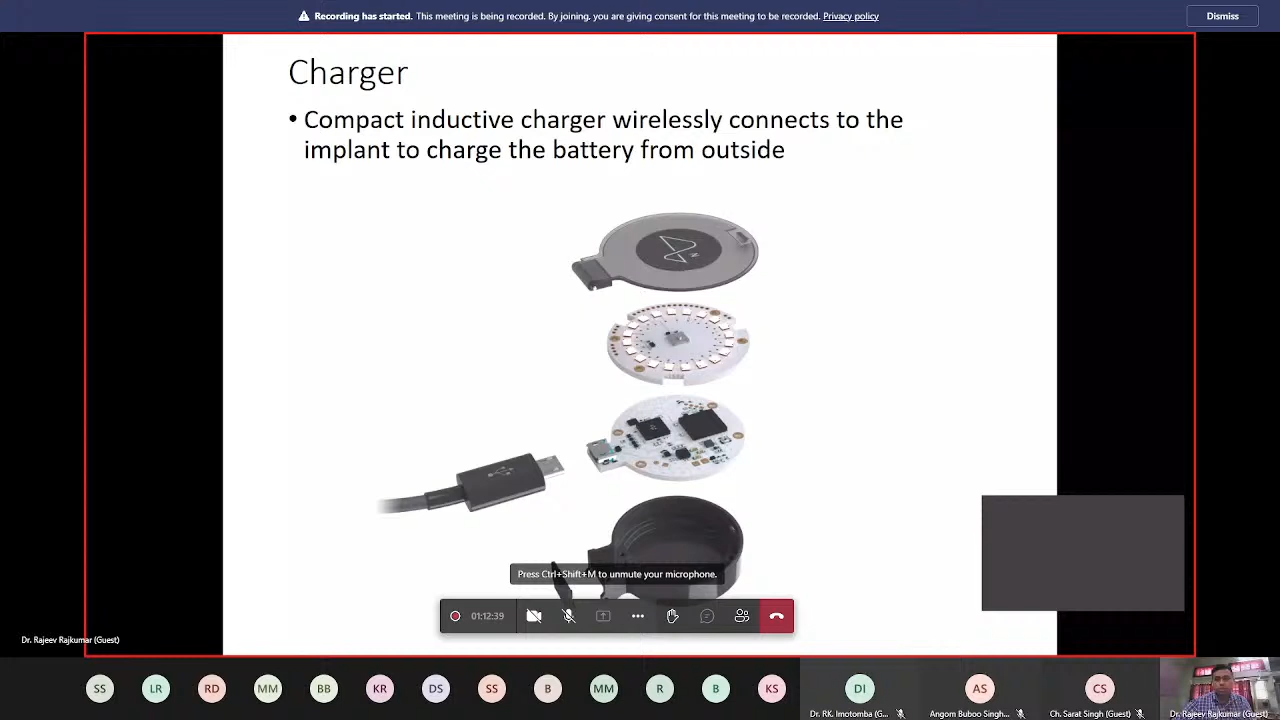 Recording has started. This meeting is being recorded. By joining, you are giving consent for this meeting to be recorded. Privacy policy
Dismiss
Charger
• Compact inductive charger wirelessly connects to the
implant to charge the battery from outside
N
Press Ctrl+Shift+M to unmute your microphone.
01:12:39
Dr. Rajeev Rajkumar (Guest)
SS LR RD MM BB KR DS SS B MM R B KS DI AS CS
Dr. RK. Imotomba (G... Angom Buboo Singh... Ch. Sarat Singh (Guest) Dr. Rajeev Rajkumar (Guest)